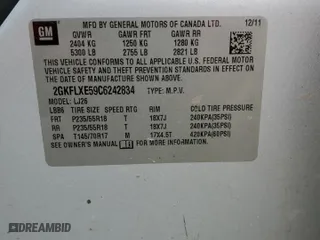 GM
MFD BY GENERAL MOTORS OF CANADA LTD.
12/11
GVWR GAWR FRT GAWR RR
2404 KG 1250 KG 1280 KG
5300 LB 2755 LB 2821 LB
THIS VEHICLE CONFORMS TO ALL APPLICABLE U.S. FEDERAL
MOTOR VEHICLE SAFETY, BUMPER, AND THEFT PREVENTION
STANDARDS IN EFFECT ON THE DATE OF MANUFACTURE
SHOWN ABOVE.
2GKFLXE59C6242834 TYPE: M.P.V.
MODEL: LJ26
TIRE SIZE SPEED RTG RIM COLD TIRE PRESSURE
FRT P235/55R18 T 18X7J 240KPA(35PSI)
RR P235/55R18 T 18X7J 240KPA(35PSI)
SPA T145/70R17 M 17X4.5T 420KPA(60PSI)
SEE OWNER'S MANUAL FOR ADDITIONAL INFORMATION.
DREAMBID